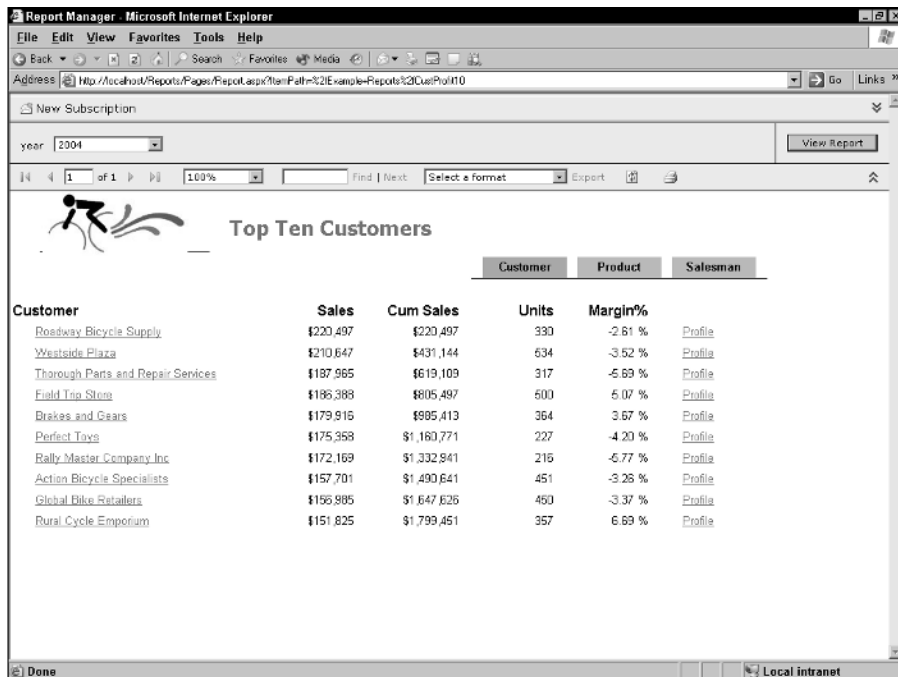 Report Manager - Microsoft Internet Explorer
File Edit View Favorites Tools Help
Back Search Favorites Media
Address http://localhost/Reports/Pages/Report.aspx?ItemPath=%2fExample+Reports%2fCustProfit10 Go Links »
New Subscription
year 2004 View Report
1 of 1 100% Find | Next Select a format Export
Top Ten Customers
Customer Product Salesman
Customer Sales Cum Sales Units Margin%
Roadway Bicycle Supply $220,497 $220,497 330 -2.61 % Profile
Westside Plaza $210,647 $431,144 534 -3.52 % Profile
Thorough Parts and Repair Services $187,965 $619,109 317 -5.69 % Profile
Field Trip Store $186,388 $805,497 500 5.07 % Profile
Brakes and Gears $179,916 $985,413 364 3.67 % Profile
Perfect Toys $175,358 $1,160,771 227 -4.20 % Profile
Rally Master Company Inc $172,169 $1,332,941 216 -5.77 % Profile
Action Bicycle Specialists $157,701 $1,490,641 451 -3.26 % Profile
Global Bike Retailers $156,985 $1,647,626 450 -3.37 % Profile
Rural Cycle Emporium $151,825 $1,799,451 357 6.69 % Profile
Done Local intranet